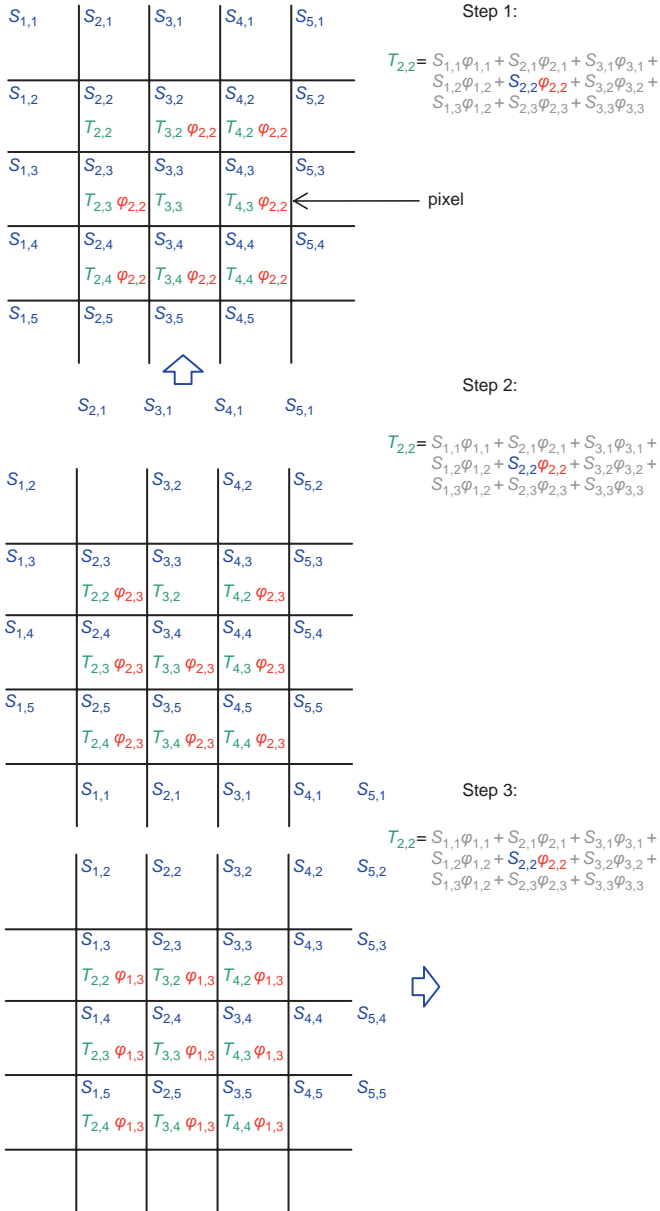 S1,1 S2,1 S3,1 S4,1 S5,1
Step 1:
T2,2 = S1,1φ1,1 + S2,1φ2,1 + S3,1φ3,1 +
S1,2φ1,2 + S2,2φ2,2 + S3,2φ3,2 +
S1,3φ1,2 + S2,3φ2,3 + S3,3φ3,3
S1,2 S2,2 S3,2 S4,2 S5,2
T2,2 T3,2 φ2,2 T4,2 φ2,2
S1,3 S2,3 S3,3 S4,3 S5,3
T2,3 φ2,2 T3,3 T4,3 φ2,2 pixel
S1,4 S2,4 S3,4 S4,4 S5,4
T2,4 φ2,2 T3,4 φ2,2 T4,4 φ2,2
S1,5 S2,5 S3,5 S4,5
Step 2:
S2,1 S3,1 S4,1 S5,1
T2,2 = S1,1φ1,1 + S2,1φ2,1 + S3,1φ3,1 +
S1,2φ1,2 + S2,2φ2,2 + S3,2φ3,2 +
S1,3φ1,2 + S2,3φ2,3 + S3,3φ3,3
S1,2 S3,2 S4,2 S5,2
S1,3 S2,3 S3,3 S4,3 S5,3
T2,2 φ2,3 T3,2 T4,2 φ2,3
S1,4 S2,4 S3,4 S4,4 S5,4
T2,3 φ2,3 T3,3 φ2,3 T4,3 φ2,3
S1,5 S2,5 S3,5 S4,5 S5,5
T2,4 φ2,3 T3,4 φ2,3 T4,4 φ2,3
S1,1 S2,1 S3,1 S4,1 S5,1
Step 3:
T2,2 = S1,1φ1,1 + S2,1φ2,1 + S3,1φ3,1 +
S1,2φ1,2 + S2,2φ2,2 + S3,2φ3,2 +
S1,3φ1,2 + S2,3φ2,3 + S3,3φ3,3
S1,2 S2,2 S3,2 S4,2 S5,2
S1,3 S2,3 S3,3 S4,3 S5,3
T2,2 φ1,3 T3,2 φ1,3 T4,2 φ1,3
S1,4 S2,4 S3,4 S4,4 S5,4
T2,3 φ1,3 T3,3 φ1,3 T4,3 φ1,3
S1,5 S2,5 S3,5 S4,5 S5,5
T2,4 φ1,3 T3,4 φ1,3 T4,4 φ1,3